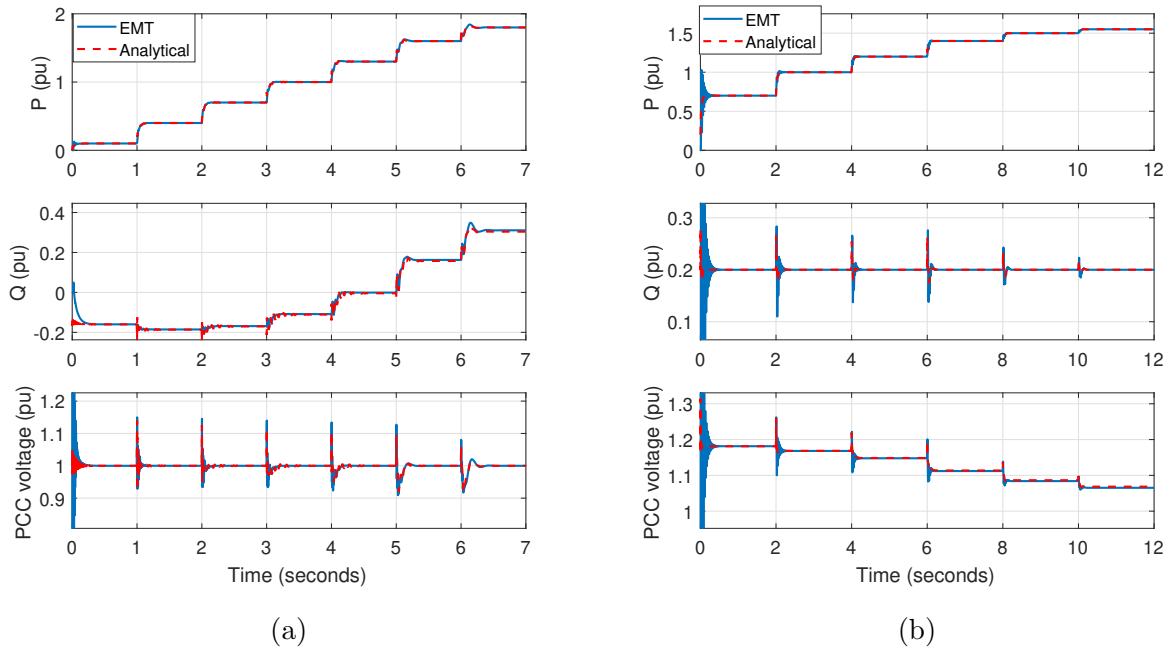 EMT
Analytical
P (pu)
2
1
0
0 1 2 3 4 5 6 7
Q (pu)
0.4
0.2
0
-0.2
0 1 2 3 4 5 6 7
PCC voltage (pu)
1.2
1.1
1
0.9
0 1 2 3 4 5 6 7
Time (seconds)
(a)
EMT
Analytical
P (pu)
1.5
1
0.5
0
0 2 4 6 8 10 12
Q (pu)
0.3
0.2
0.1
0 2 4 6 8 10 12
PCC voltage (pu)
1.3
1.2
1.1
1
0 2 4 6 8 10 12
Time (seconds)
(b)